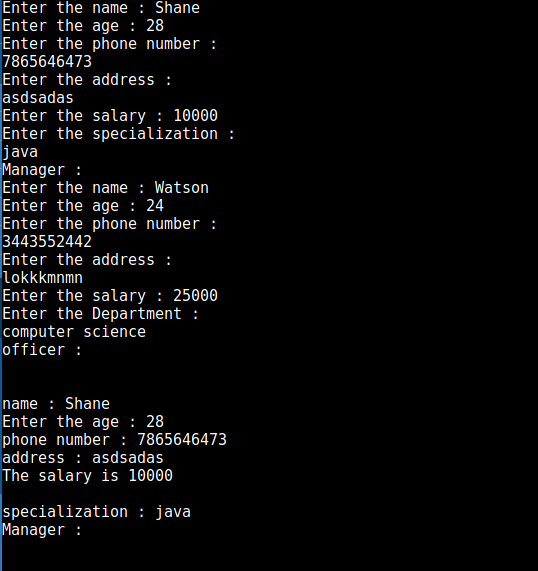 Enter the name : Shane
Enter the age : 28
Enter the phone number :
7865646473
Enter the address :
asdsadas
Enter the salary : 10000
Enter the specialization :
java
Manager :
Enter the name : Watson
Enter the age : 24
Enter the phone number :
3443552442
Enter the address :
lokkkmnmn
Enter the salary : 25000
Enter the Department :
computer science
officer :
name : Shane
Enter the age : 28
phone number : 7865646473
address : asdsadas
The salary is 10000
specialization : java
Manager :